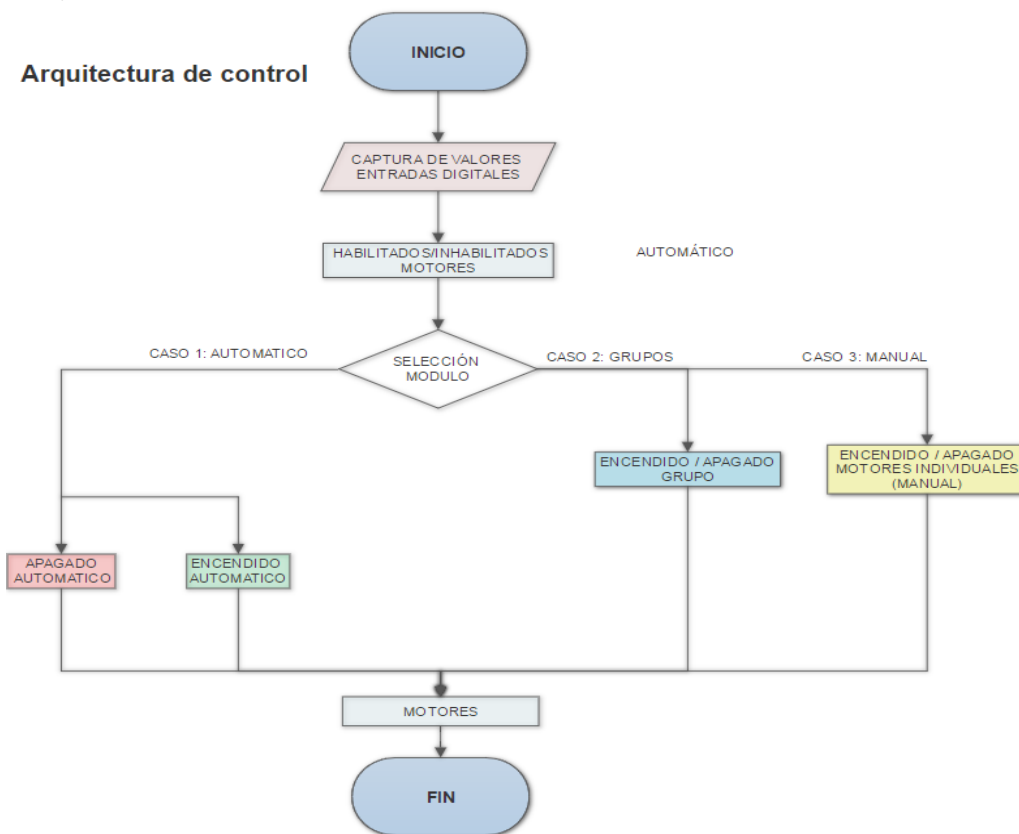 INICIO
Arquitectura de control
CAPTURA DE VALORES
ENTRADAS DIGITALES
HABILITADOS/INHABILITADOS
MOTORES
AUTOMÁTICO
CASO 1: AUTOMATICO
SELECCIÓN
MODULO
CASO 2: GRUPOS
CASO 3: MANUAL
ENCENDIDO / APAGADO
GRUPO
ENCENDIDO / APAGADO
MOTORES INDIVIDUALES
(MANUAL)
APAGADO
AUTOMATICO
ENCENDIDO
AUTOMATICO
MOTORES
FIN